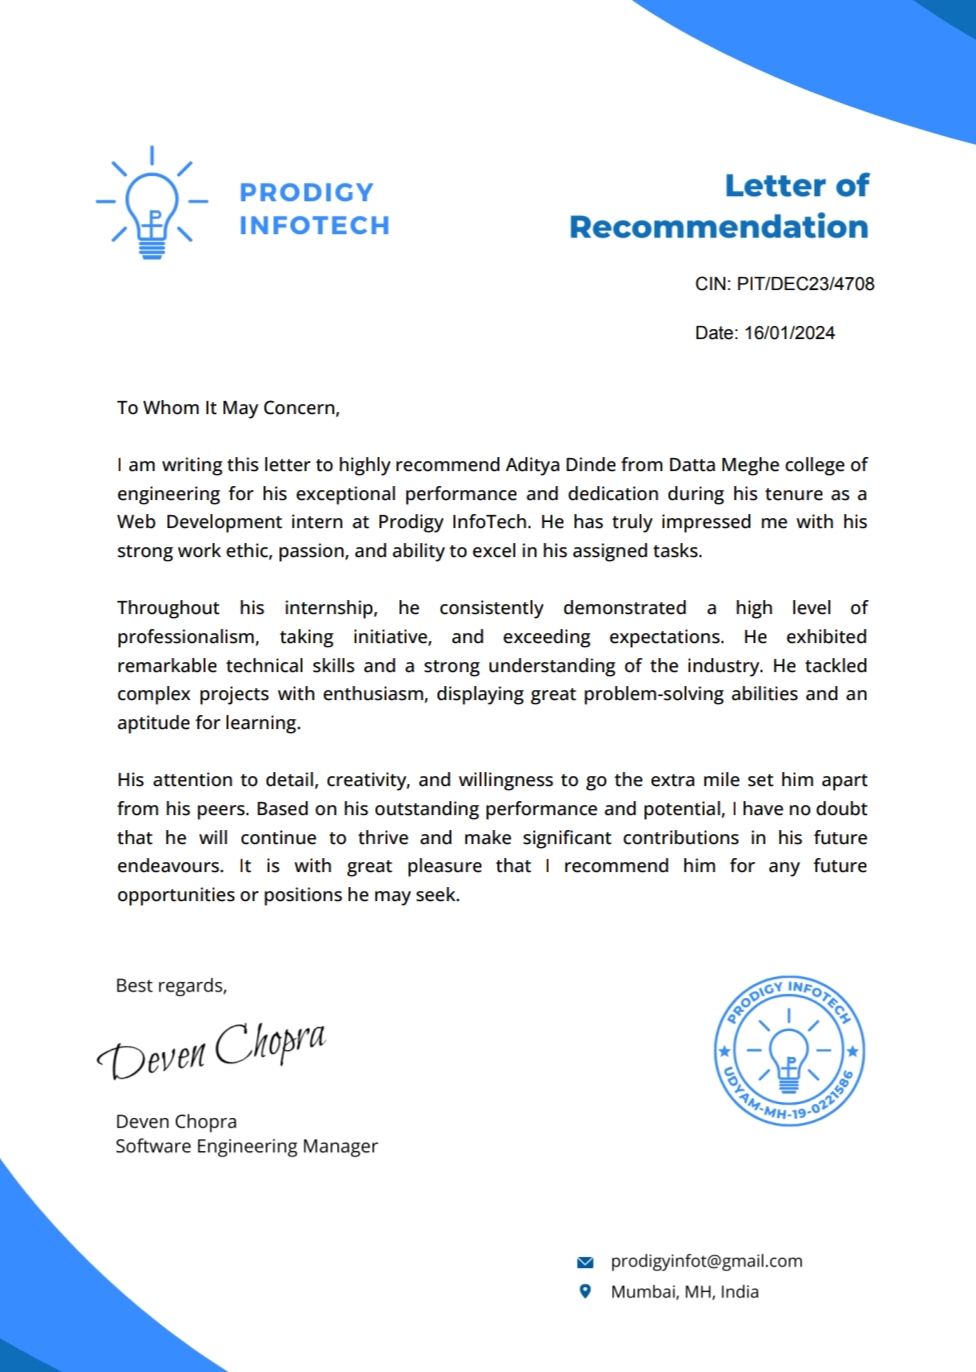 PRODIGY
INFOTECH
Letter of
Recommendation
CIN: PIT/DEC23/4708
Date: 16/01/2024
To Whom It May Concern,
I am writing this letter to highly recommend Aditya Dinde from Datta Meghe college of
engineering for his exceptional performance and dedication during his tenure as a
Web Development intern at Prodigy InfoTech. He has truly impressed me with his
strong work ethic, passion, and ability to excel in his assigned tasks.
Throughout his internship, he consistently demonstrated a high level of
professionalism, taking initiative, and exceeding expectations. He exhibited
remarkable technical skills and a strong understanding of the industry. He tackled
complex projects with enthusiasm, displaying great problem-solving abilities and an
aptitude for learning.
His attention to detail, creativity, and willingness to go the extra mile set him apart
from his peers. Based on his outstanding performance and potential, I have no doubt
that he will continue to thrive and make significant contributions in his future
endeavours. It is with great pleasure that I recommend him for any future
opportunities or positions he may seek.
Best regards,
Deven Chopra
Deven Chopra
Software Engineering Manager
PRODIGY INFOTECH
UDYAM-MH-19-0221586
prodigyinfot@gmail.com
Mumbai, MH, India